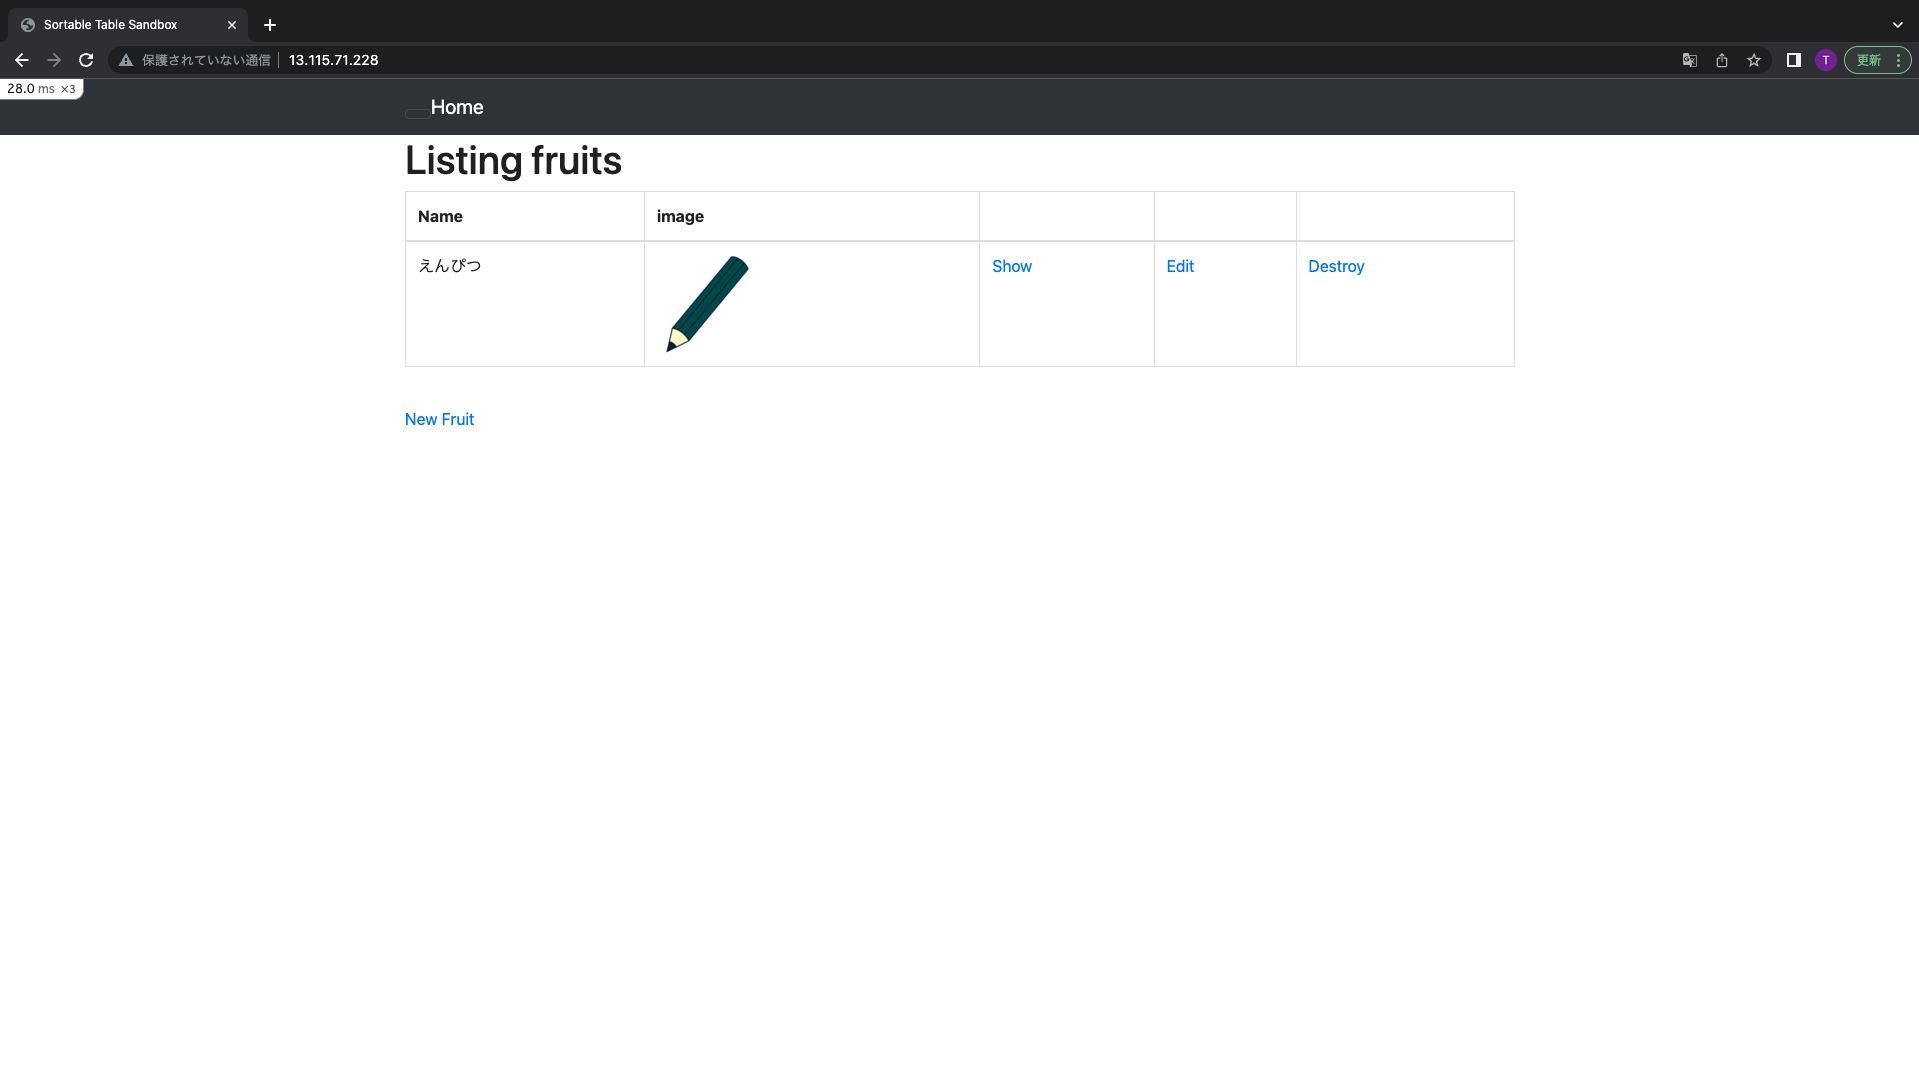 Sortable Table Sandbox
保護されていない通信 13.115.71.228
T 更新
28.0 ms ×3
Home
Listing fruits
Name image
えんぴつ Show Edit Destroy
New Fruit